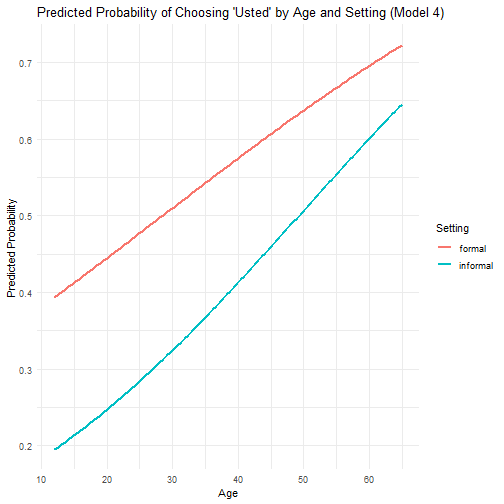 Predicted Probability of Choosing 'Usted' by Age and Setting (Model 4)
Predicted Probability
0.7
0.6
0.5
0.4
0.3
0.2
10 20 30 40 50 60
Age
Setting
formal
informal